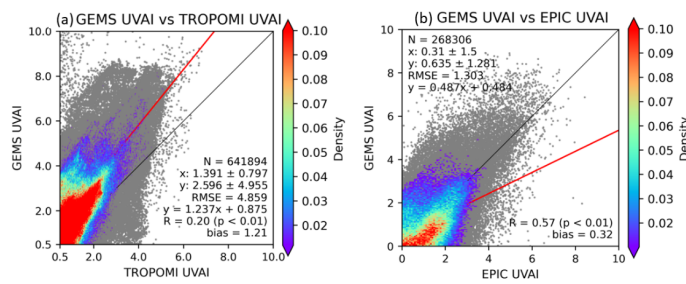 (a) GEMS UVAI vs TROPOMI UVAI
10.0
8.0
6.0
4.0
2.0
0.5
GEMS UVAI
N = 641894
x: 1.391 ± 0.797
y: 2.596 ± 4.955
RMSE = 4.859
y = 1.237x + 0.875
R = 0.20 (p < 0.01)
bias = 1.21
0.5 2.0 4.0 6.0 8.0 10.0
TROPOMI UVAI
0.10
0.09
0.08
0.07
0.06
0.05
0.04
0.03
0.02
Density
(b) GEMS UVAI vs EPIC UVAI
10
8
6
4
2
0
GEMS UVAI
N = 268306
x: 0.31 ± 1.5
y: 0.635 ± 1.281
RMSE = 1.303
y = 0.487x + 0.484
R = 0.57 (p < 0.01)
bias = 0.32
0 2 4 6 8 10
EPIC UVAI
0.10
0.09
0.08
0.07
0.06
0.05
0.04
0.03
0.02
Density